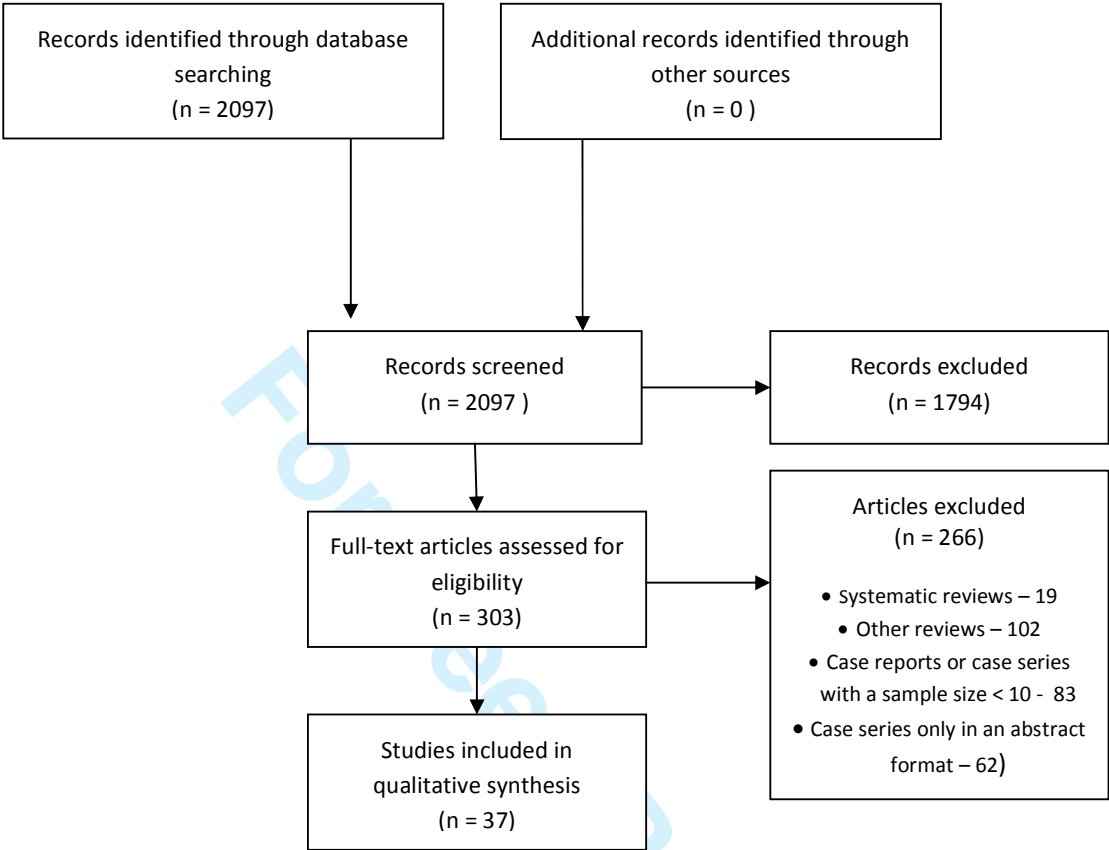 Records identified through database
searching
(n = 2097)
Additional records identified through
other sources
(n = 0 )
Records screened
(n = 2097 )
Records excluded
(n = 1794)
Full-text articles assessed for
eligibility
(n = 303)
Articles excluded
(n = 266)
• Systematic reviews – 19
• Other reviews – 102
• Case reports or case series
with a sample size < 10 - 83
• Case series only in an abstract
format – 62)
Studies included in
qualitative synthesis
(n = 37)
For